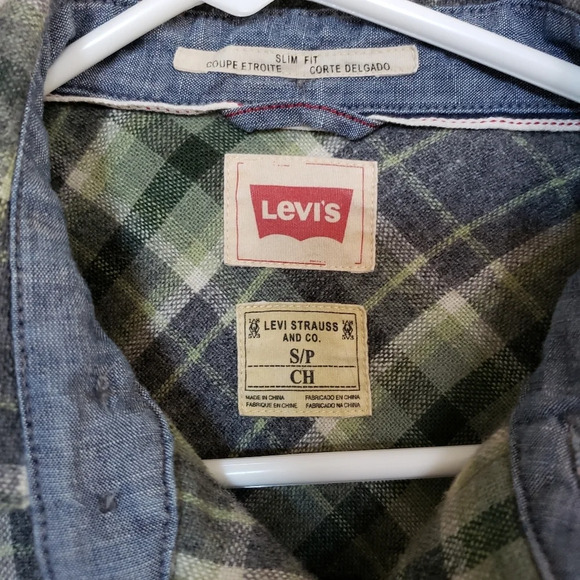 SLIM FIT
COUPE ETROITE CORTE DELGADO
LEVI'S
LEVI STRAUSS
AND CO.
S/P
CH
MADE IN CHINA FABRICADO EN CHINA
FABRIQUE EN CHINE FABRICADO NA CHINA